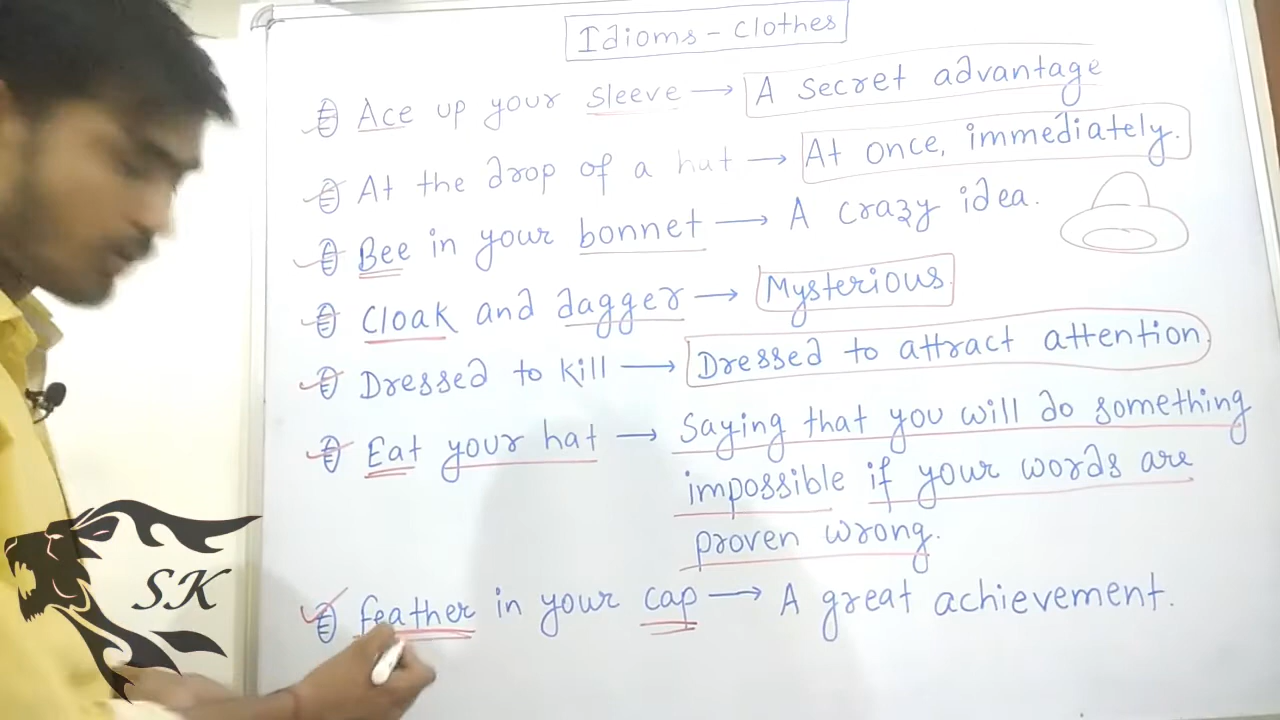 Idioms - Clothes
Ace up your sleeve → A secret advantage
At the drop of a hat → At once, immediately.
Bee in your bonnet → A crazy idea.
Cloak and dagger → Mysterious.
Dressed to kill → Dressed to attract attention
Eat your hat → Saying that you will do something
impossible if your words are
proven wrong.
feather in your cap → A great achievement.
SK